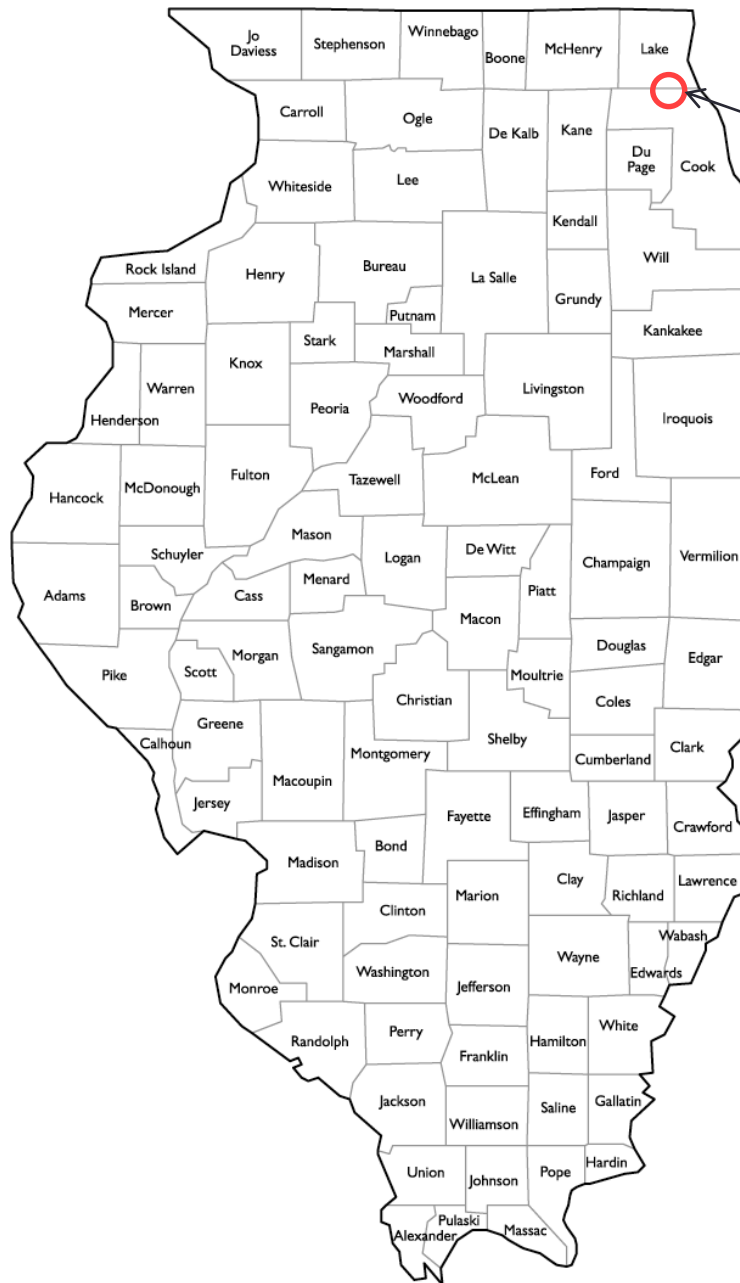 Jo
Daviess
Stephenson
Winnebago
Boone
McHenry
Lake
Carroll
Ogle
De Kalb
Kane
Du
Page
Cook
Whiteside
Lee
Kendall
Will
Rock Island
Henry
Bureau
La Salle
Grundy
Mercer
Putnam
Kankakee
Stark
Marshall
Knox
Warren
Henderson
Peoria
Woodford
Livingston
Iroquois
Hancock
McDonough
Fulton
Tazewell
McLean
Ford
Mason
Schuyler
Logan
De Witt
Champaign
Vermilion
Adams
Brown
Cass
Menard
Piatt
Macon
Pike
Scott
Morgan
Sangamon
Douglas
Edgar
Moultrie
Christian
Coles
Greene
Calhoun
Montgomery
Shelby
Cumberland
Clark
Macoupin
Jersey
Fayette
Effingham
Jasper
Crawford
Madison
Bond
Clay
Richland
Lawrence
Marion
Clinton
St. Clair
Wabash
Wayne
Edwards
Washington
Jefferson
Monroe
Randolph
Perry
Hamilton
White
Franklin
Jackson
Williamson
Saline
Gallatin
Union
Johnson
Pope
Hardin
Pulaski
Alexander
Massac